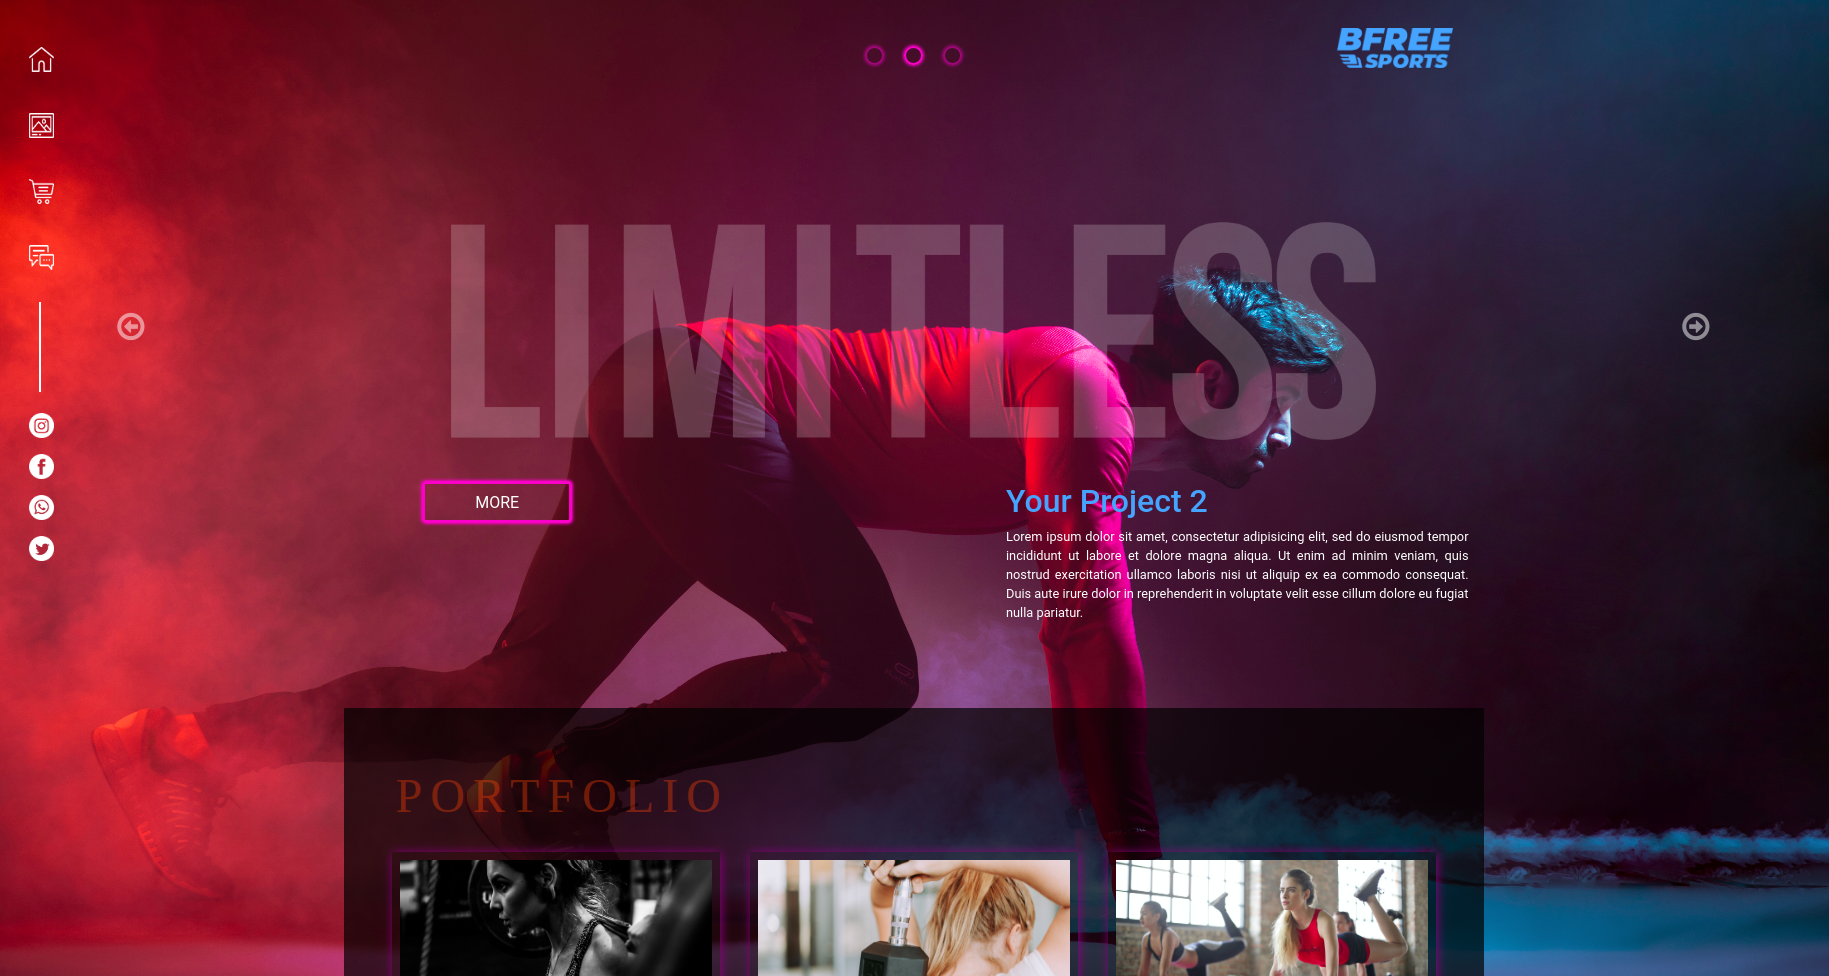 BFREE
SPORTS
LIMITLESS
MORE
Your Project 2
Lorem ipsum dolor sit amet, consectetur adipisicing elit, sed do eiusmod tempor
incididunt ut labore et dolore magna aliqua. Ut enim ad minim veniam, quis
nostrud exercitation ullamco laboris nisi ut aliquip ex ea commodo consequat.
Duis aute irure dolor in reprehenderit in voluptate velit esse cillum dolore eu fugiat
nulla pariatur.
PORTFOLIO